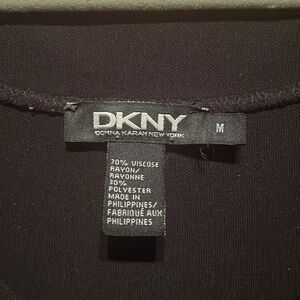 DKNY
DONNA KARAN NEW YORK
M
70% VISCOSE
RAYON/
RAYONNE
30%
POLYESTER
MADE IN
PHILIPPINES/
FABRIQUÉ AUX
PHILIPPINES